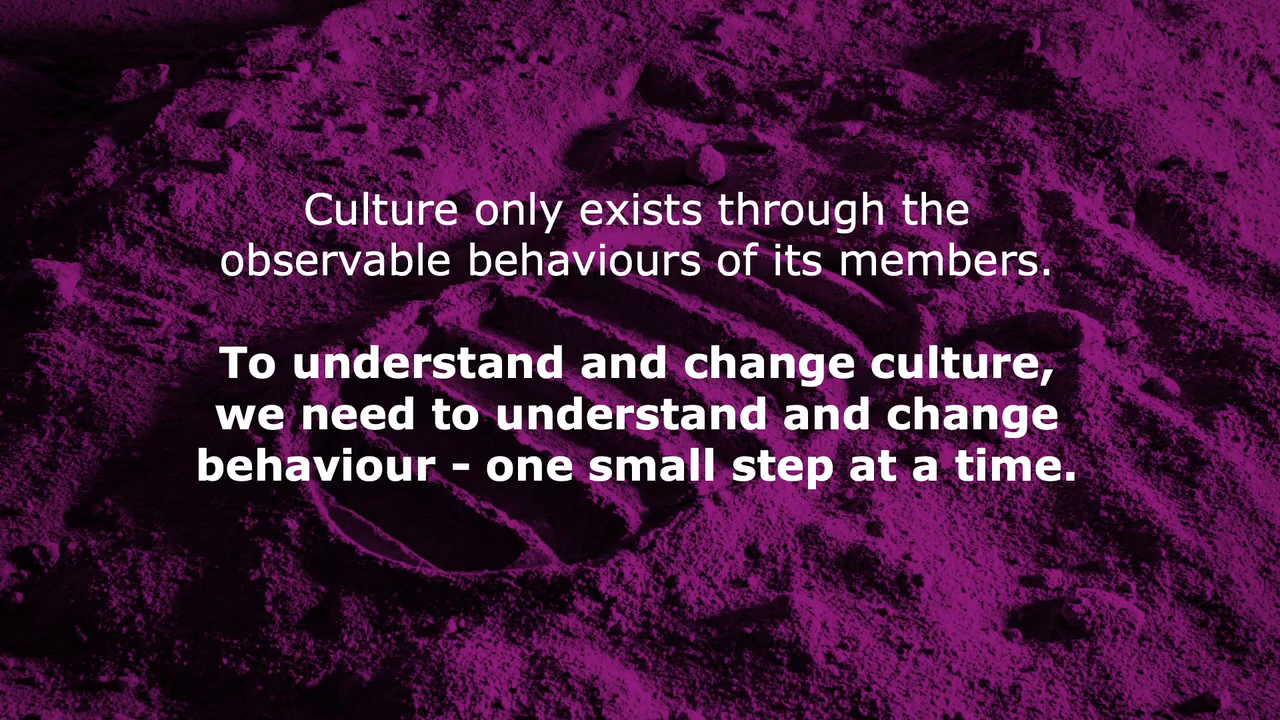 Culture only exists through the
observable behaviours of its members.
To understand and change culture,
we need to understand and change
behaviour - one small step at a time.